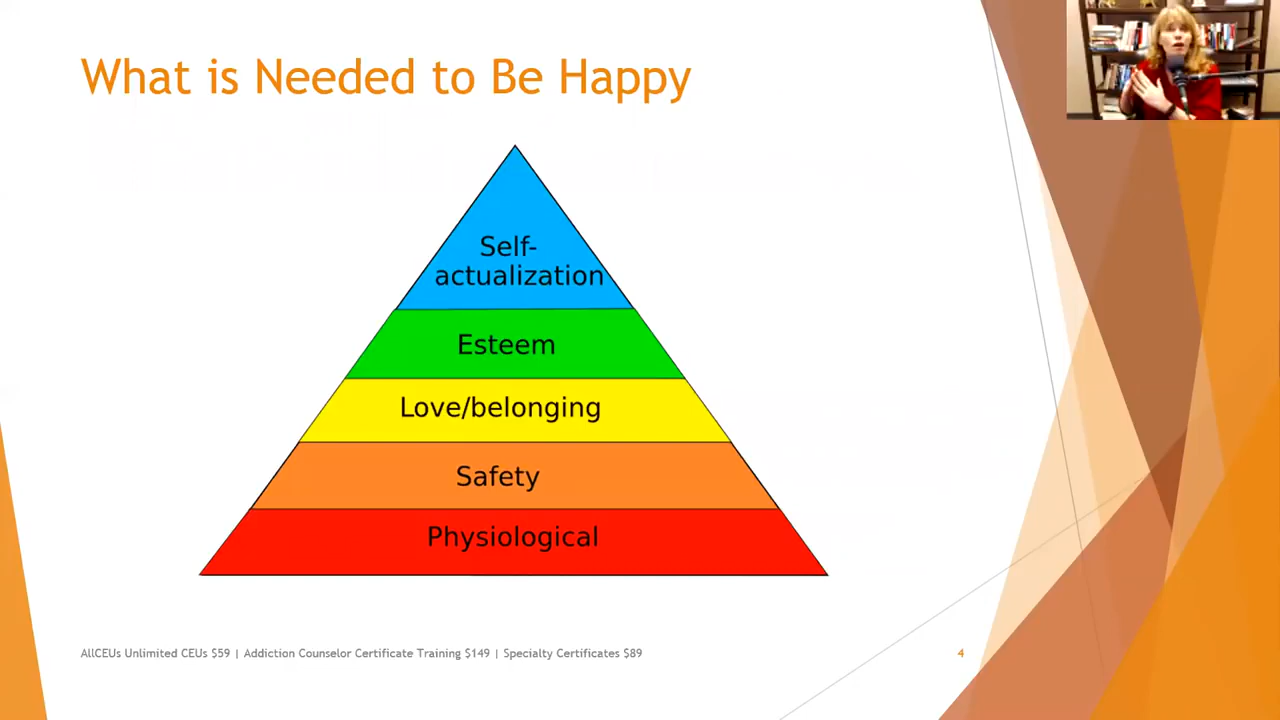 What is Needed to Be Happy
Self-
actualization
Esteem
Love/belonging
Safety
Physiological
AllCEUs Unlimited CEUs $59 | Addiction Counselor Certificate Training $149 | Specialty Certificates $89
4